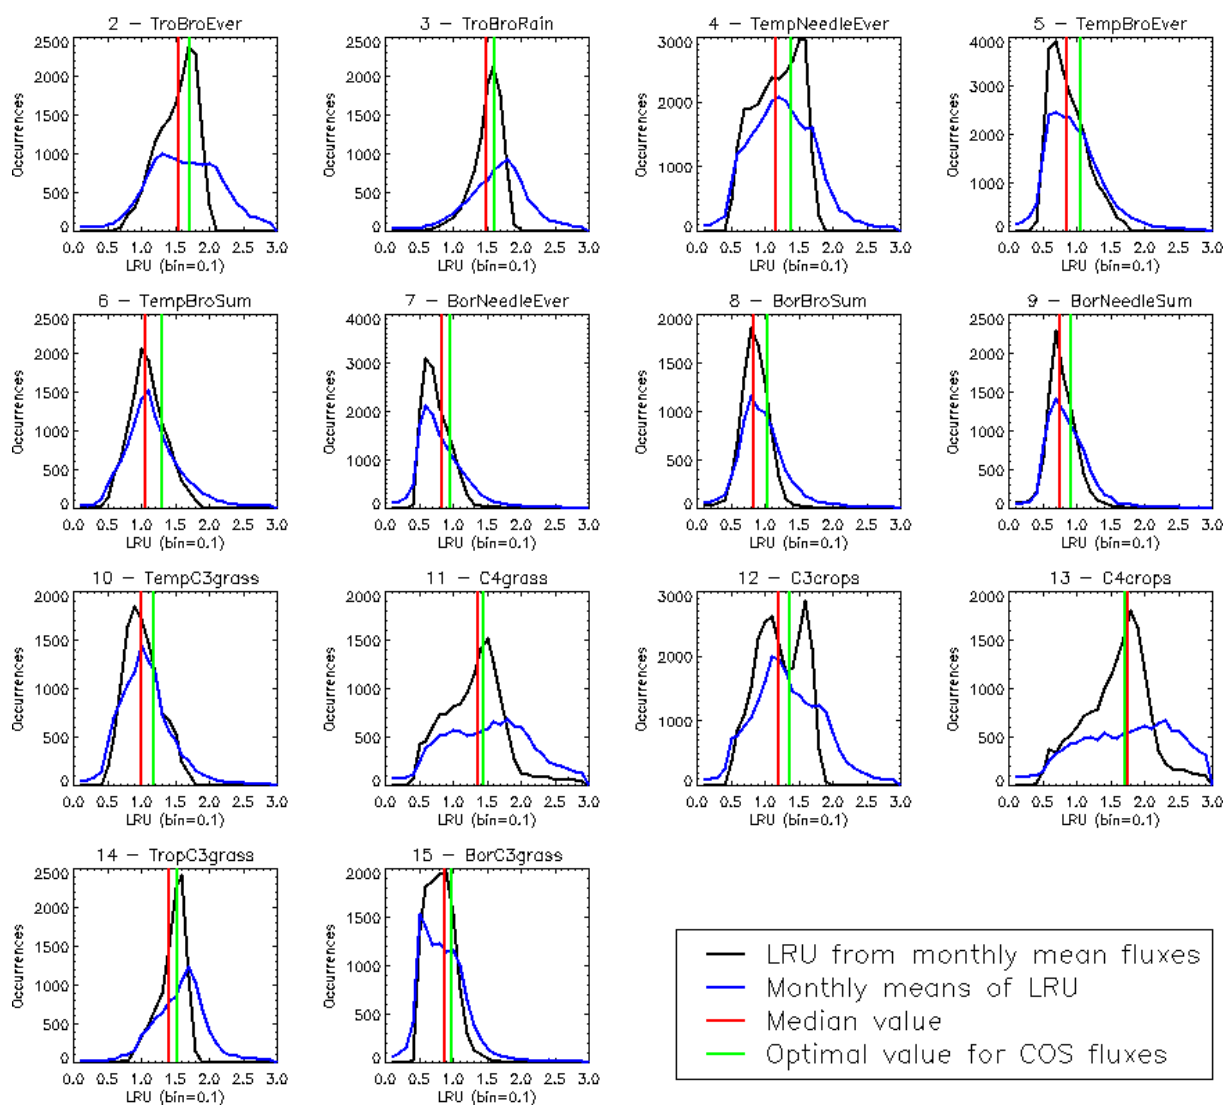 2 - TroBroEver
3 - TroBroRain
4 - TempNeedleEver
5 - TempBroEver
Occurrences
2500
2000
1500
1000
500
0
0.0 0.5 1.0 1.5 2.0 2.5 3.0
LRU (bin=0.1)
Occurrences
2500
2000
1500
1000
500
0
0.0 0.5 1.0 1.5 2.0 2.5 3.0
LRU (bin=0.1)
Occurrences
3000
2000
1000
0
0.0 0.5 1.0 1.5 2.0 2.5 3.0
LRU (bin=0.1)
Occurrences
4000
3000
2000
1000
0
0.0 0.5 1.0 1.5 2.0 2.5 3.0
LRU (bin=0.1)
6 - TempBroSum
7 - BorNeedleEver
8 - BorBroSum
9 - BorNeedleSum
Occurrences
2500
2000
1500
1000
500
0
0.0 0.5 1.0 1.5 2.0 2.5 3.0
LRU (bin=0.1)
Occurrences
4000
3000
2000
1000
0
0.0 0.5 1.0 1.5 2.0 2.5 3.0
LRU (bin=0.1)
Occurrences
2000
1500
1000
500
0
0.0 0.5 1.0 1.5 2.0 2.5 3.0
LRU (bin=0.1)
Occurrences
2500
2000
1500
1000
500
0
0.0 0.5 1.0 1.5 2.0 2.5 3.0
LRU (bin=0.1)
10 - TempC3grass
11 - C4grass
12 - C3crops
13 - C4crops
Occurrences
2000
1500
1000
500
0
0.0 0.5 1.0 1.5 2.0 2.5 3.0
LRU (bin=0.1)
Occurrences
2000
1500
1000
500
0
0.0 0.5 1.0 1.5 2.0 2.5 3.0
LRU (bin=0.1)
Occurrences
3000
2000
1000
0
0.0 0.5 1.0 1.5 2.0 2.5 3.0
LRU (bin=0.1)
Occurrences
2000
1500
1000
500
0
0.0 0.5 1.0 1.5 2.0 2.5 3.0
LRU (bin=0.1)
14 - TropC3grass
15 - BorC3grass
Occurrences
2500
2000
1500
1000
500
0
0.0 0.5 1.0 1.5 2.0 2.5 3.0
LRU (bin=0.1)
Occurrences
2000
1500
1000
500
0
0.0 0.5 1.0 1.5 2.0 2.5 3.0
LRU (bin=0.1)
LRU from monthly mean fluxes
Monthly means of LRU
Median value
Optimal value for COS fluxes